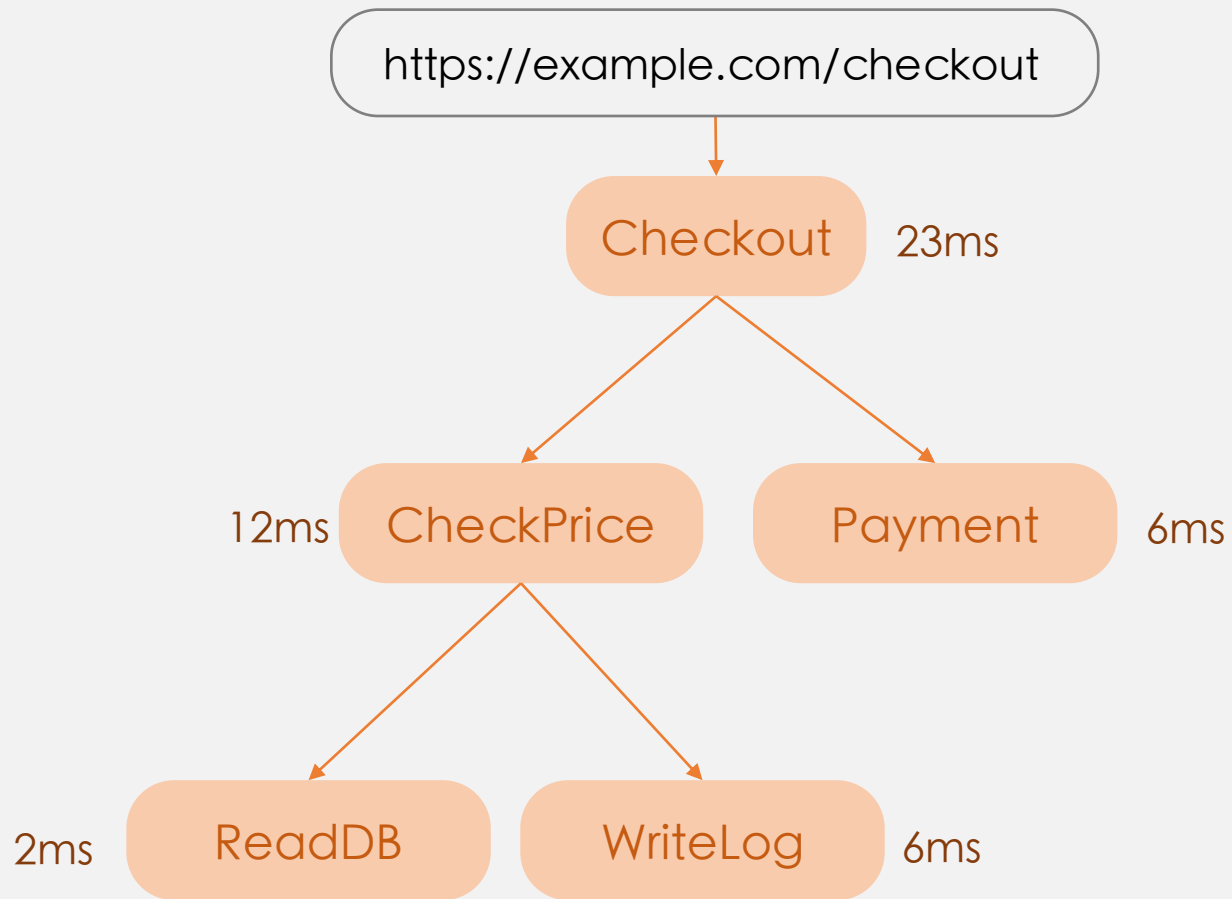 https://example.com/checkout
Checkout
23ms
12ms
CheckPrice
Payment
6ms
2ms
ReadDB
WriteLog
6ms